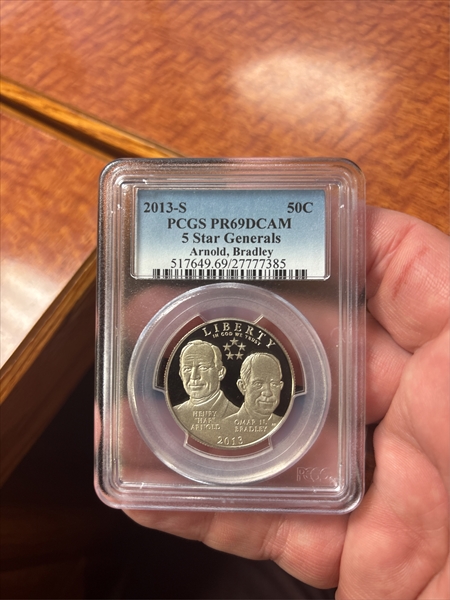 2013-S 50C
PCGS PR69DCAM
5 Star Generals
Arnold, Bradley
517649.69/27777385
LIBERTY
IN GOD WE TRUST
HENRY
"HAP"
ARNOLD
OMAR N.
BRADLEY
2013
PCGS